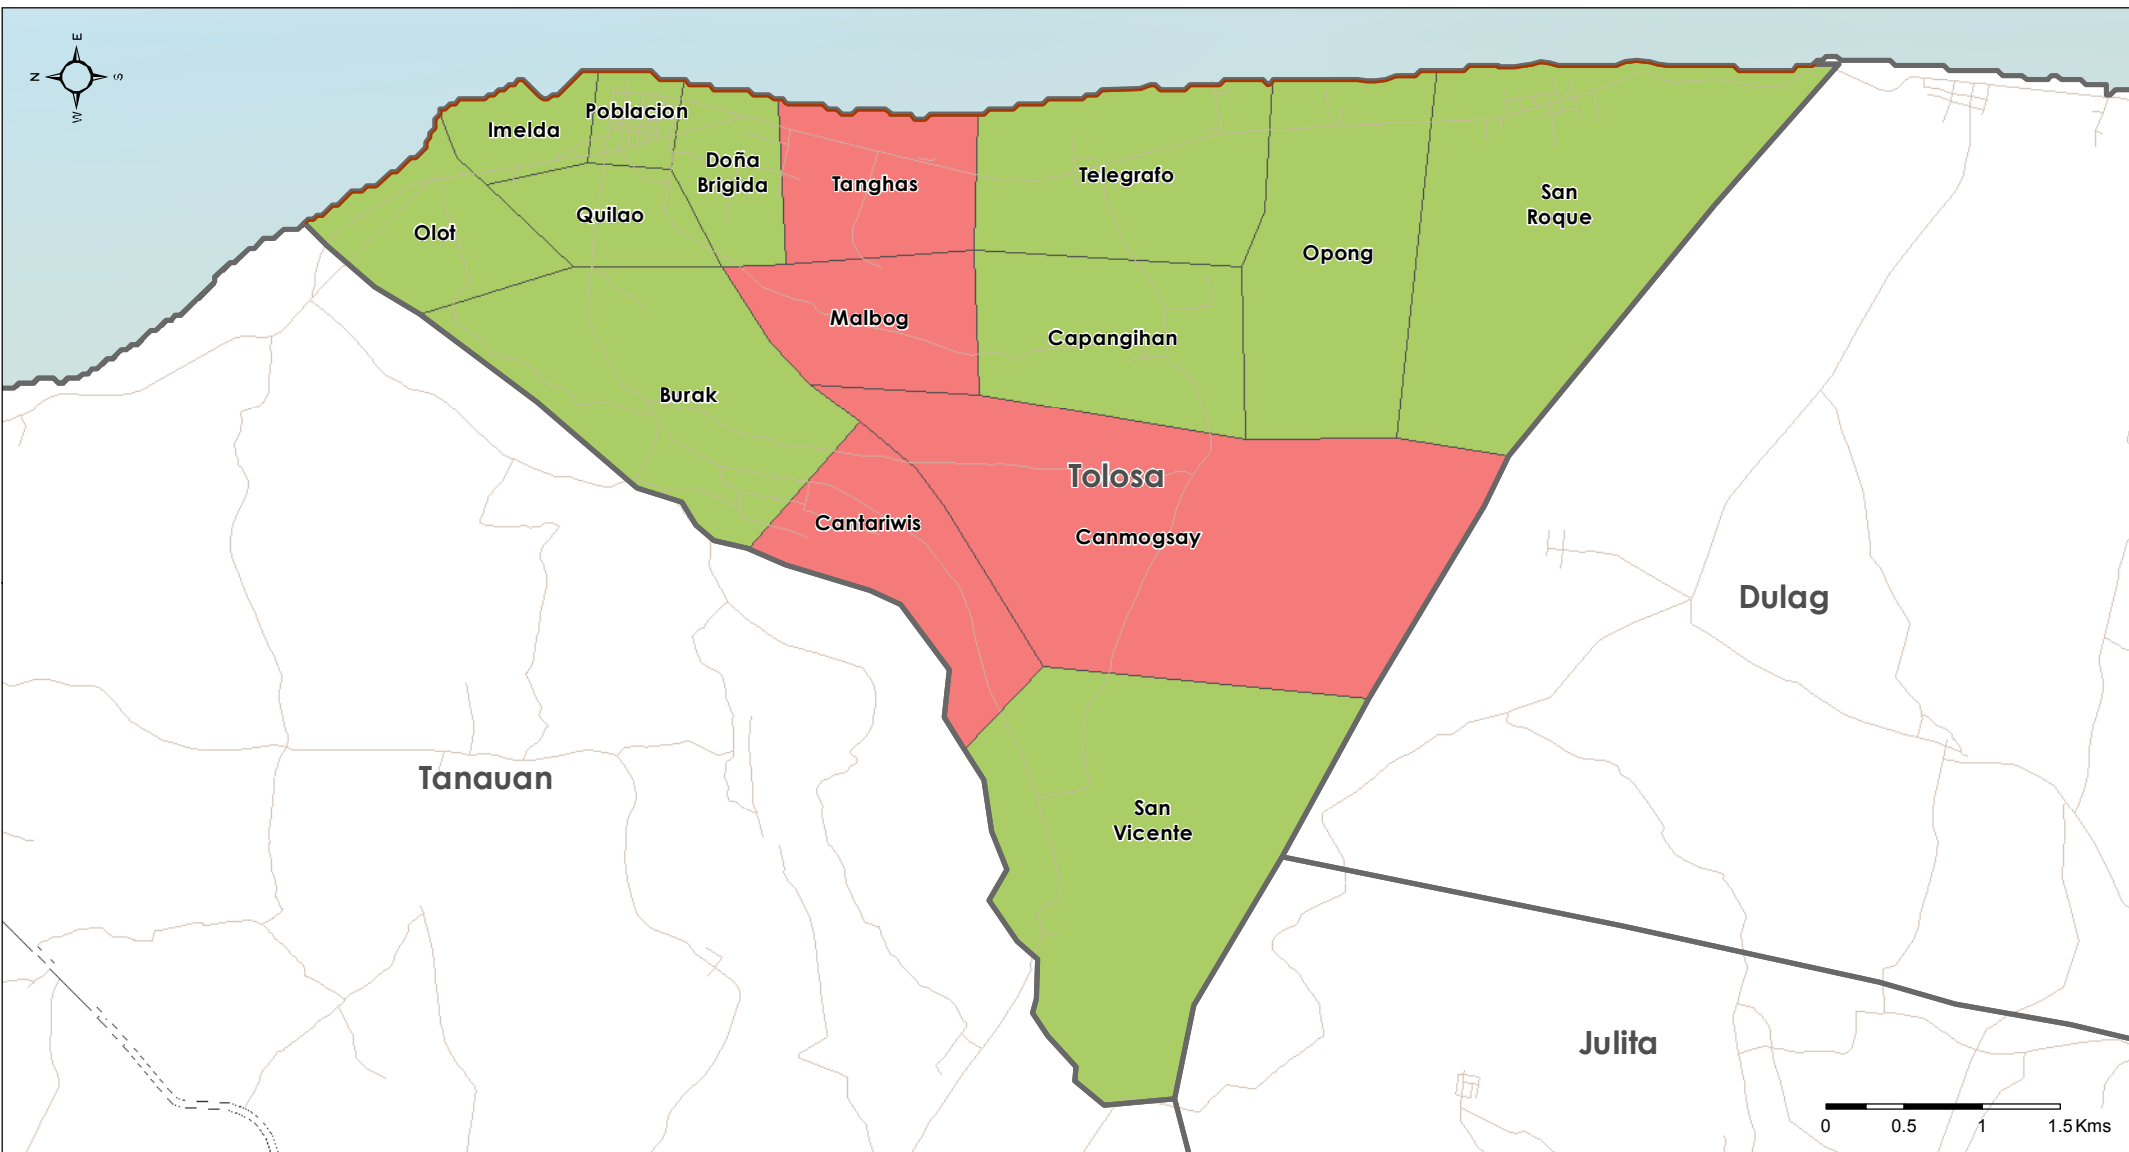 E
N
S
W
Imelda
Poblacion
Doña
Brigida
Tanghas
Telegrafo
San
Roque
Olot
Quilao
Opong
Malbog
Capangihan
Burak
Tolosa
Cantariwis
Canmogsay
Dulag
Tanauan
San
Vicente
Julita
0 0.5 1 1.5 Kms